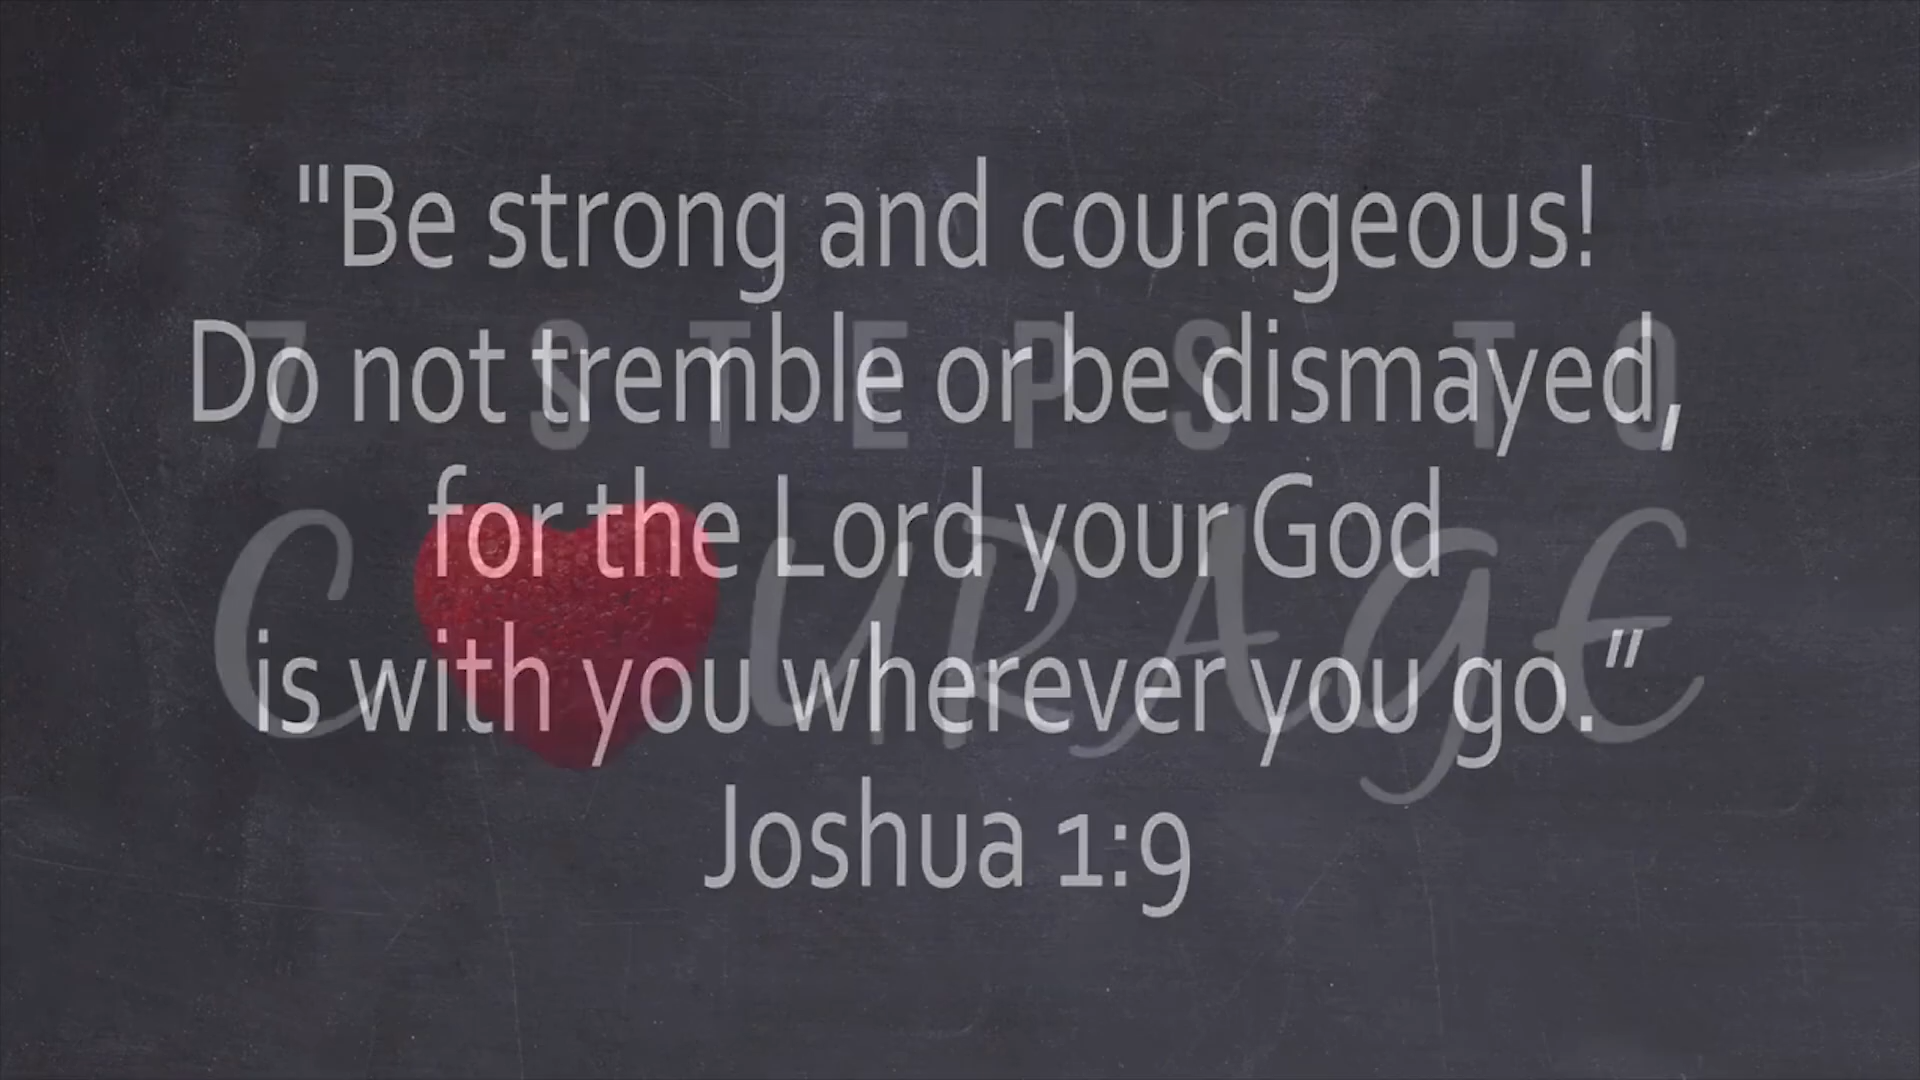 "Be strong and courageous!
Do not tremble or be dismayed,
for the Lord your God
is with you wherever you go.”
Joshua 1:9
7 STEPS TO
C URAGE